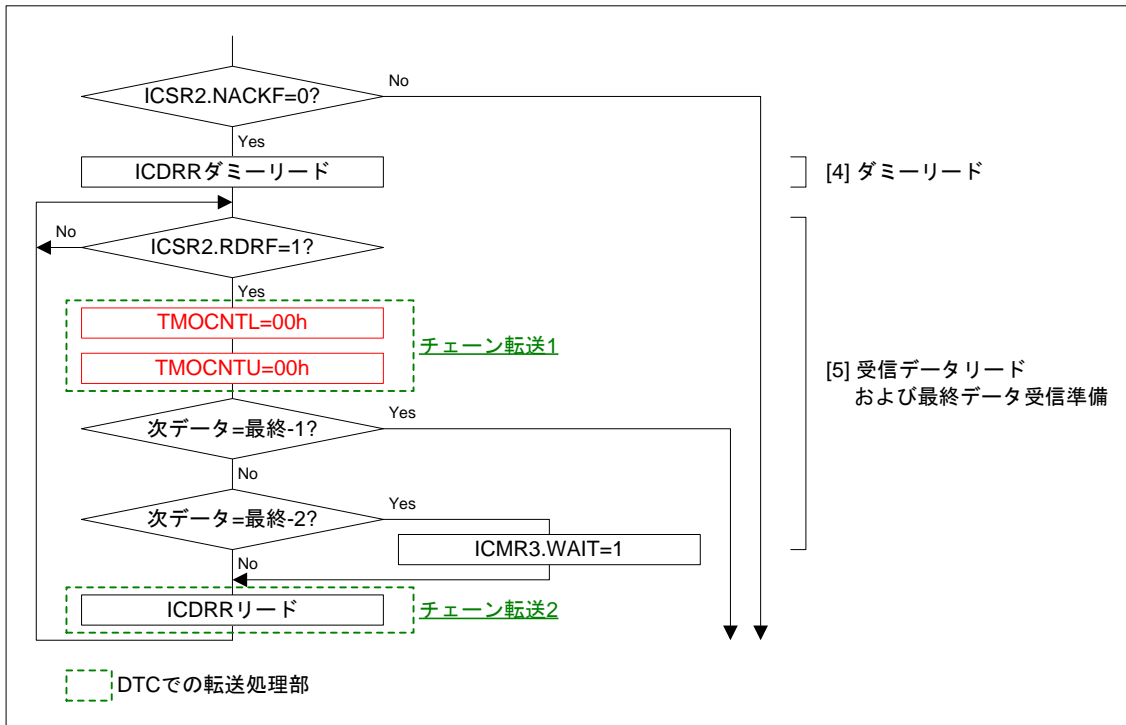 ICSR2.NACKF=0?
No
Yes
ICDRRダミーリード
[4] ダミーリード
No
ICSR2.RDRF=1?
Yes
TMOCNTL=00h
チェーン転送1
TMOCNTU=00h
[5] 受信データリード
および最終データ受信準備
次データ=最終-1?
Yes
No
次データ=最終-2?
Yes
ICMR3.WAIT=1
No
ICDRRリード
チェーン転送2
DTCでの転送処理部